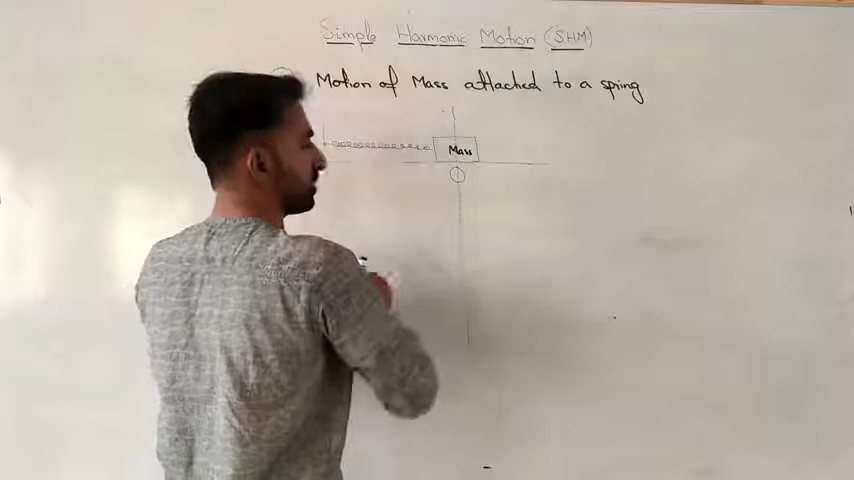 Simple Harmonic Motion (SHM)
Motion of Mass attached to a spring
Mass
O